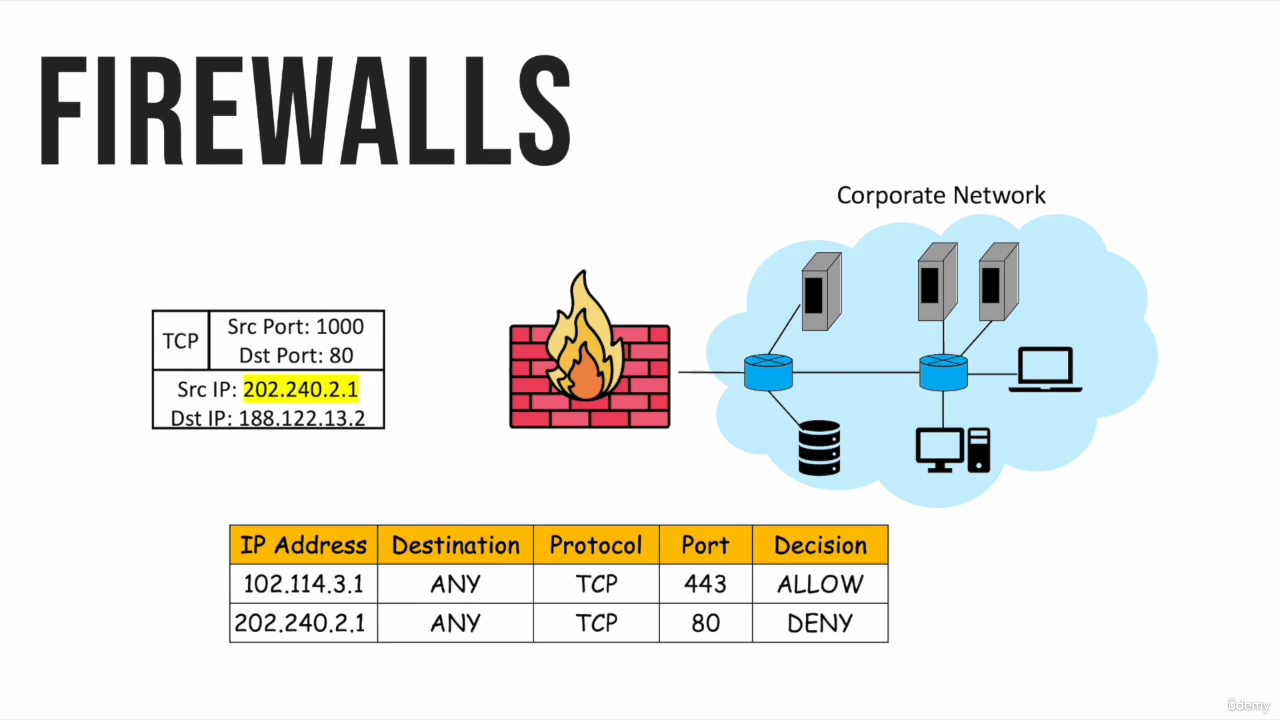 FIREWALLS
Corporate Network
TCP
Src Port: 1000
Dst Port: 80
Src IP: 202.240.2.1
Dst IP: 188.122.13.2
IP Address Destination Protocol Port Decision
102.114.3.1 ANY TCP 443 ALLOW
202.240.2.1 ANY TCP 80 DENY
ûdemy